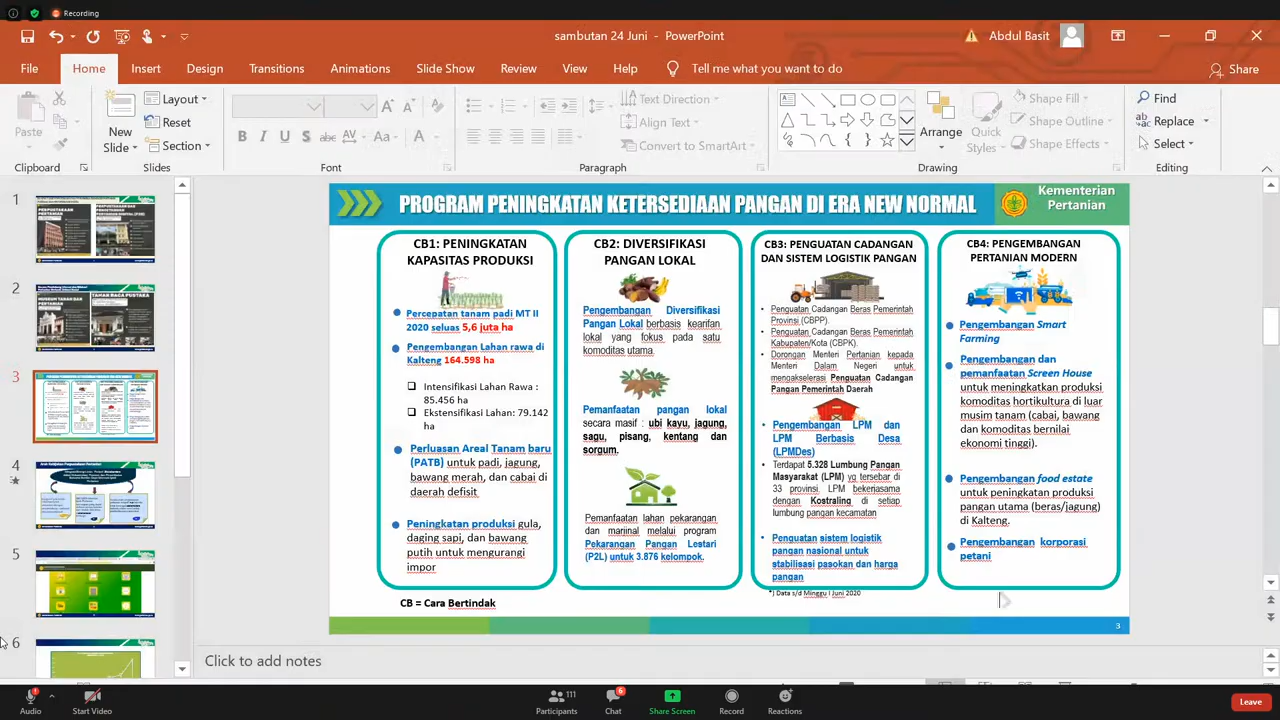 Recording
sambutan 24 Juni - PowerPoint
Abdul Basit
File Home Insert Design Transitions Animations Slide Show Review View Help Tell me what you want to do Share
Paste
New Slide
Layout
Reset
Section
Text Direction
Align Text
Convert to SmartArt
Arrange
Quick Styles
Shape Fill
Shape Outline
Shape Effects
Find
Replace
Select
Clipboard Slides Font Paragraph Drawing Editing
1
2
3
4
5
6
PROGRAM PENINGKATAN KETERSEDIAAN PANGAN ERA NEW NORMAL
Kementerian
Pertanian
CB1: PENINGKATAN
KAPASITAS PRODUKSI
Percepatan tanam padi MT II
2020 seluas 5,6 juta ha
Pengembangan Lahan rawa di
Kalteng 164.598 ha
Intensifikasi Lahan Rawa :
85.456 ha
Ekstensifikasi Lahan: 79.142
ha
Perluasan Areal Tanam baru
(PATB) untuk padi, jagung,
bawang merah, dan cabai di
daerah defisit
Peningkatan produksi gula,
daging sapi, dan bawang
putih untuk mengurangi
impor
CB2: DIVERSIFIKASI
PANGAN LOKAL
Pengembangan Diversifikasi
Pangan Lokal berbasis kearifan
lokal yang fokus pada satu
komoditas utama.
Pemanfaatan pangan lokal
secara masif : ubi kayu, jagung,
sagu, pisang, kentang dan
sorgum.
Pemanfaatan lahan pekarangan
dan marjinal melalui program
Pekarangan Pangan Lestari
(P2L) untuk 3.876 kelompok.
CB3: PENGUATAN CADANGAN
DAN SISTEM LOGISTIK PANGAN
Penguatan Cadangan Beras Pemerintah
Provinsi (CBPP).
Penguatan Cadangan Beras Pemerintah
Kabupaten/Kota (CBPK).
Dorongan Menteri Pertanian kepada
Menteri Dalam Negeri untuk
mengakselerasi Penguatan Cadangan
Pangan Pemerintah Daerah
Pengembangan LPM dan
LPM Berbasis Desa
(LPMDes)
Terdapat 5.328 Lumbung Pangan
Masyarakat (LPM) yg tersebar di
33 provinsi. LPM bekerjasama
dengan Kostraling di setiap
lumbung pangan kecamatan
Penguatan sistem logistik
pangan nasional untuk
stabilisasi pasokan dan harga
pangan
*) Data s/d Minggu I Juni 2020
CB4: PENGEMBANGAN
PERTANIAN MODERN
Pengembangan Smart
Farming
Pengembangan dan
pemanfaatan Screen House
untuk meningkatkan produksi
komoditas hortikultura di luar
musim tanam (cabai, bawang
dan komoditas bernilai
ekonomi tinggi).
Pengembangan food estate
untuk peningkatan produksi
pangan utama (beras/jagung)
di Kalteng.
Pengembangan korporasi
petani
CB = Cara Bertindak
3
Click to add notes
Audio
Start Video
Participants 111
Chat 6
Share Screen
Record
Reactions
Leave